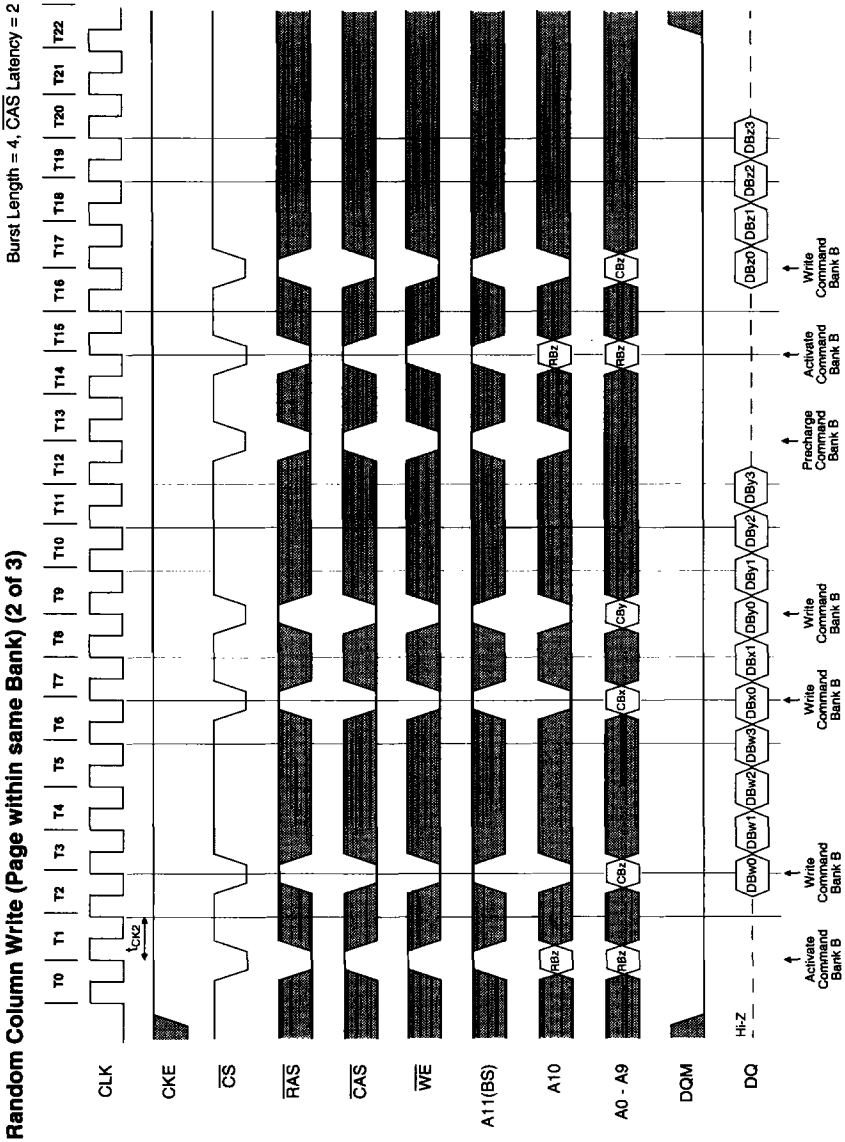 Random Column Write (Page within same Bank) (2 of 3)
Burst Length = 4, CAS Latency = 2
T0 T1 T2 T3 T4 T5 T6 T7 T8 T9 T10 T11 T12 T13 T14 T15 T16 T17 T18 T19 T20 T21 T22
CLK
tCK2
CKE
CS
RAS
CAS
WE
A11(BS)
A10
RBz RBz
A0 - A9
RBz CBz CBx CBy RBz CBz
DQM
DQ
Hi-Z
DBw0 DBw1 DBw2 DBw3 DBx0 DBx1 DBy0 DBy1 DBy2 DBy3 DBz0 DBz1 DBz2 DBz3
Activate
Command
Bank B
Write
Command
Bank B
Write
Command
Bank B
Write
Command
Bank B
Precharge
Command
Bank B
Activate
Command
Bank B
Write
Command
Bank B